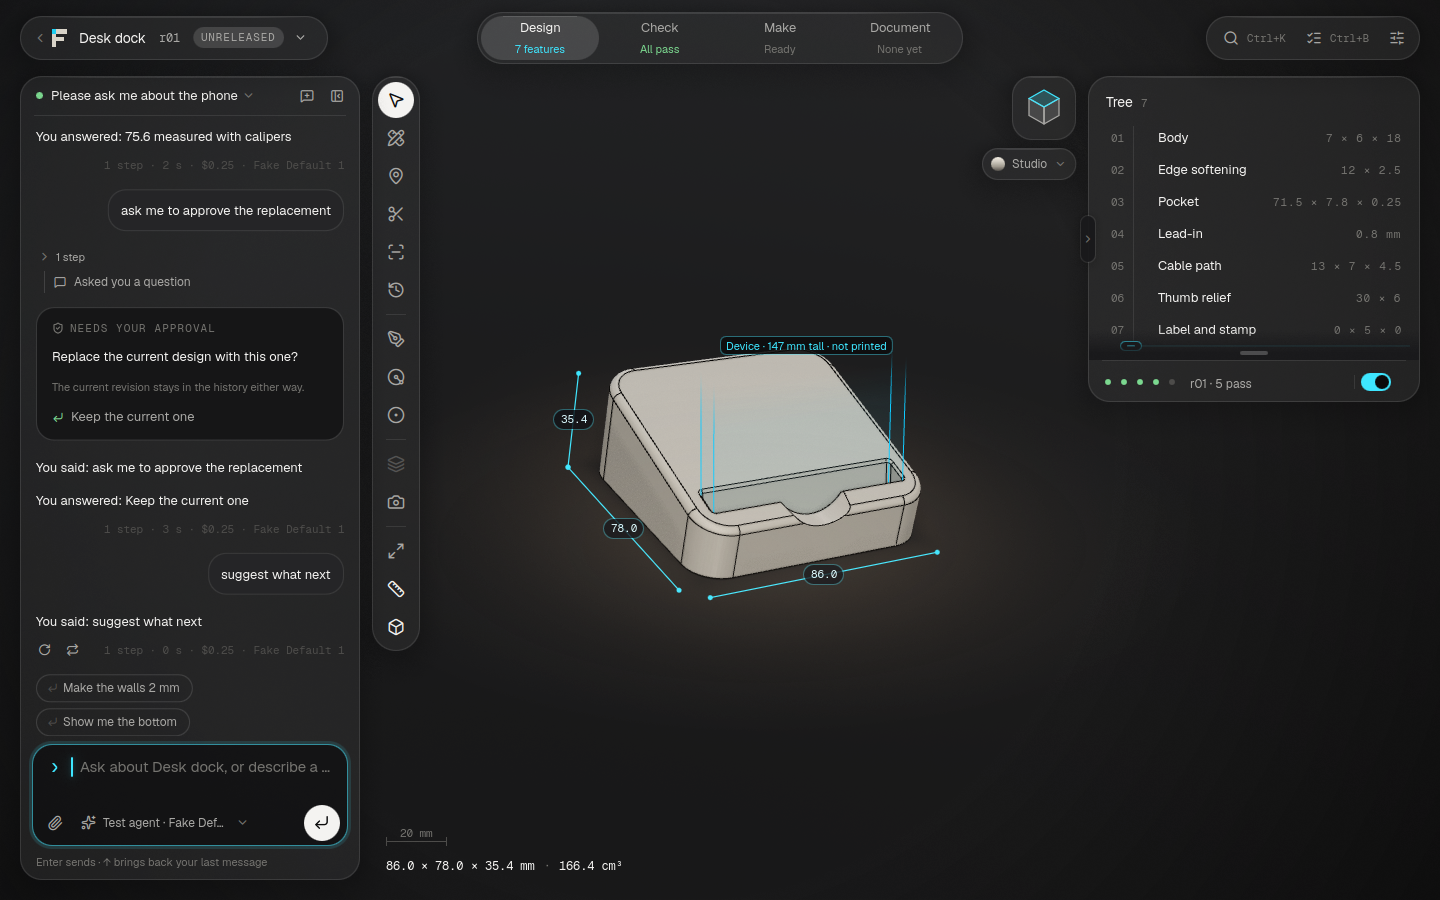 Desk dock r01 UNRELEASED
Design
7 features
Check
All pass
Make
Ready
Document
None yet
Ctrl+K
Ctrl+B
Please ask me about the phone
You answered: 75.6 measured with calipers
1 step · 2 s · $0.25 · Fake Default 1
ask me to approve the replacement
1 step
Asked you a question
NEEDS YOUR APPROVAL
Replace the current design with this one?
The current revision stays in the history either way.
Keep the current one
You said: ask me to approve the replacement
You answered: Keep the current one
1 step · 3 s · $0.25 · Fake Default 1
suggest what next
You said: suggest what next
1 step · 0 s · $0.25 · Fake Default 1
Make the walls 2 mm
Show me the bottom
Ask about Desk dock, or describe a ...
Test agent · Fake Def...
Enter sends · ↑ brings back your last message
Device · 147 mm tall · not printed
35.4
78.0
86.0
20 mm
86.0 × 78.0 × 35.4 mm · 166.4 cm³
Studio
Tree 7
01 Body 7 × 6 × 18
02 Edge softening 12 × 2.5
03 Pocket 71.5 × 7.8 × 0.25
04 Lead-in 0.8 mm
05 Cable path 13 × 7 × 4.5
06 Thumb relief 30 × 6
07 Label and stamp 0 × 5 × 0
r01 · 5 pass